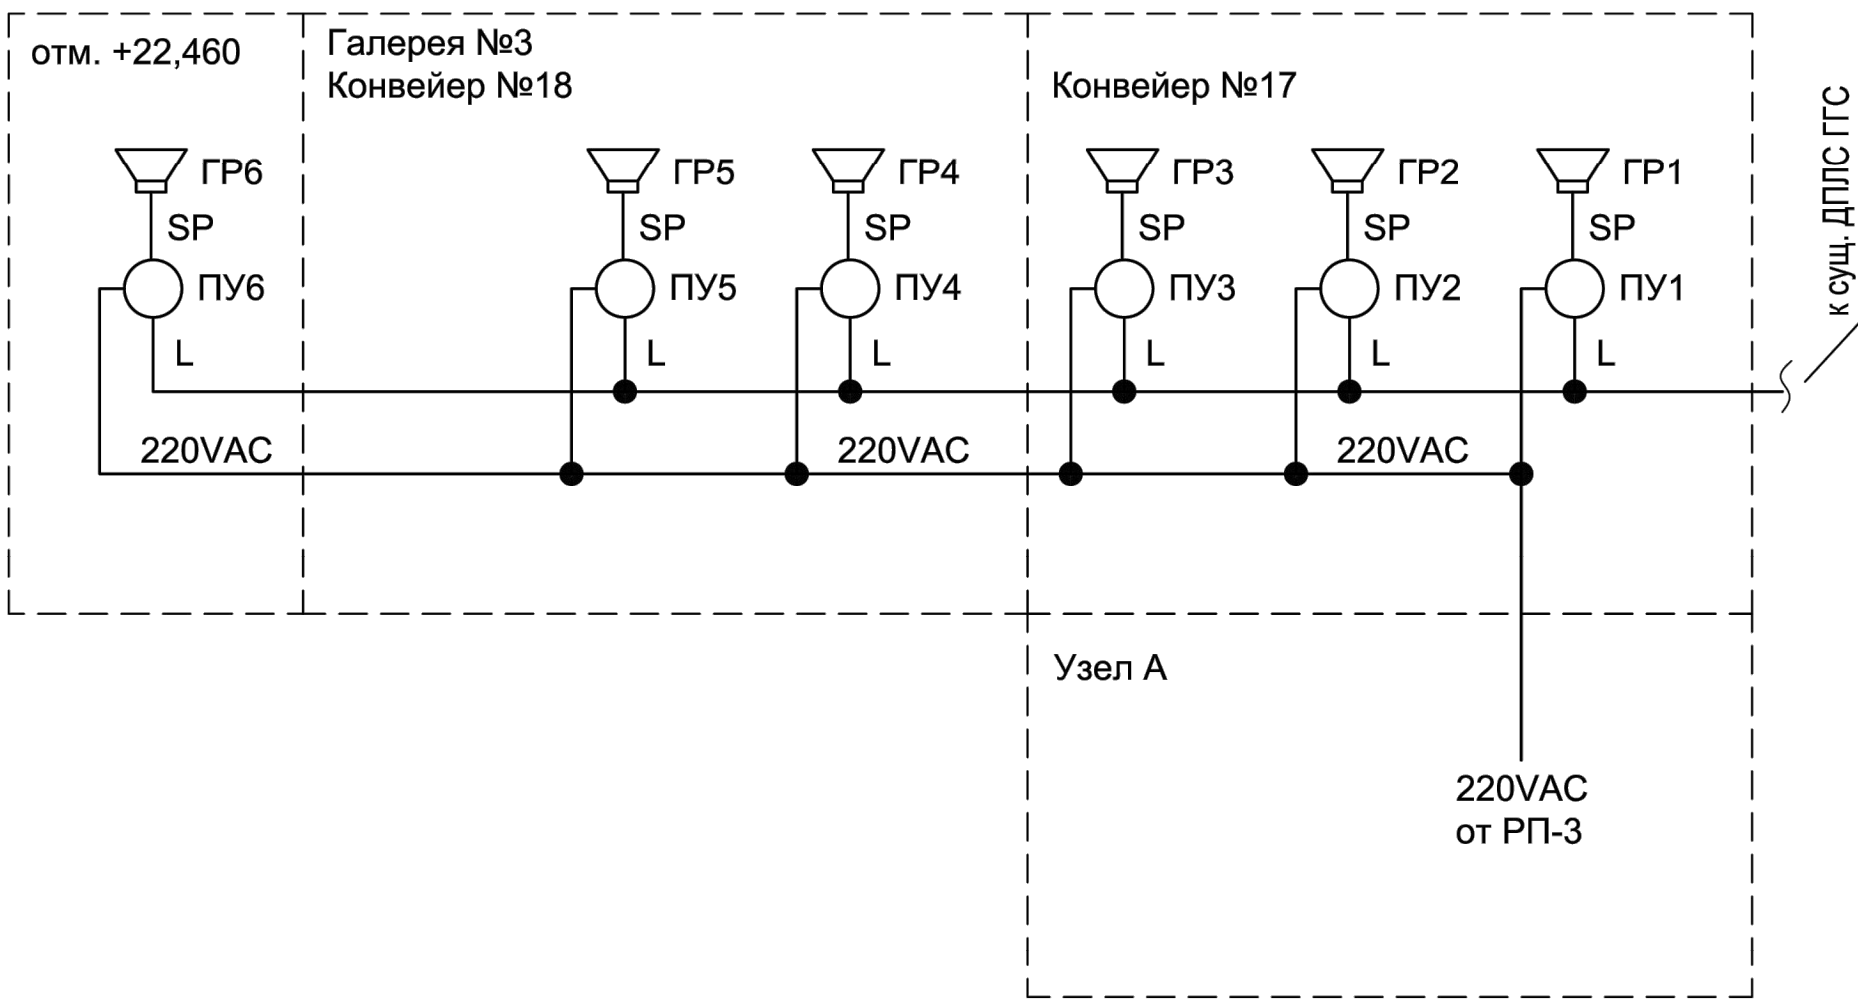 отм. +22,460
Галерея №3
Конвейер №18
Конвейер №17
к сущ. ДПЛС ГГС
ГР6
ГР5
ГР4
ГР3
ГР2
ГР1
SP
SP
SP
SP
SP
SP
ПУ6
ПУ5
ПУ4
ПУ3
ПУ2
ПУ1
L
L
L
L
L
L
220VAC
220VAC
220VAC
Узел А
220VAC
от РП-3